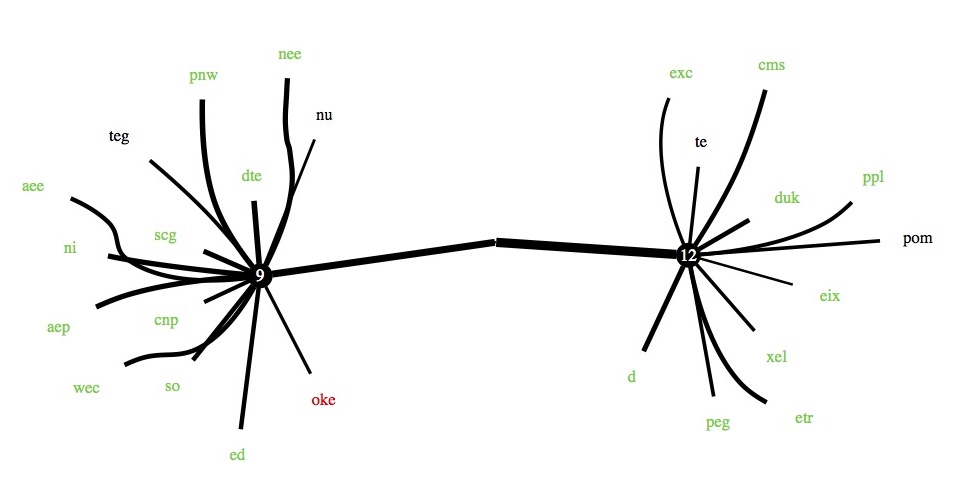 nee
pnw
nu
teg
dte
aee
scg
ni
9
cnp
aep
wec
so
oke
ed
exc
cms
te
ppl
duk
pom
12
eix
xel
d
etr
peg